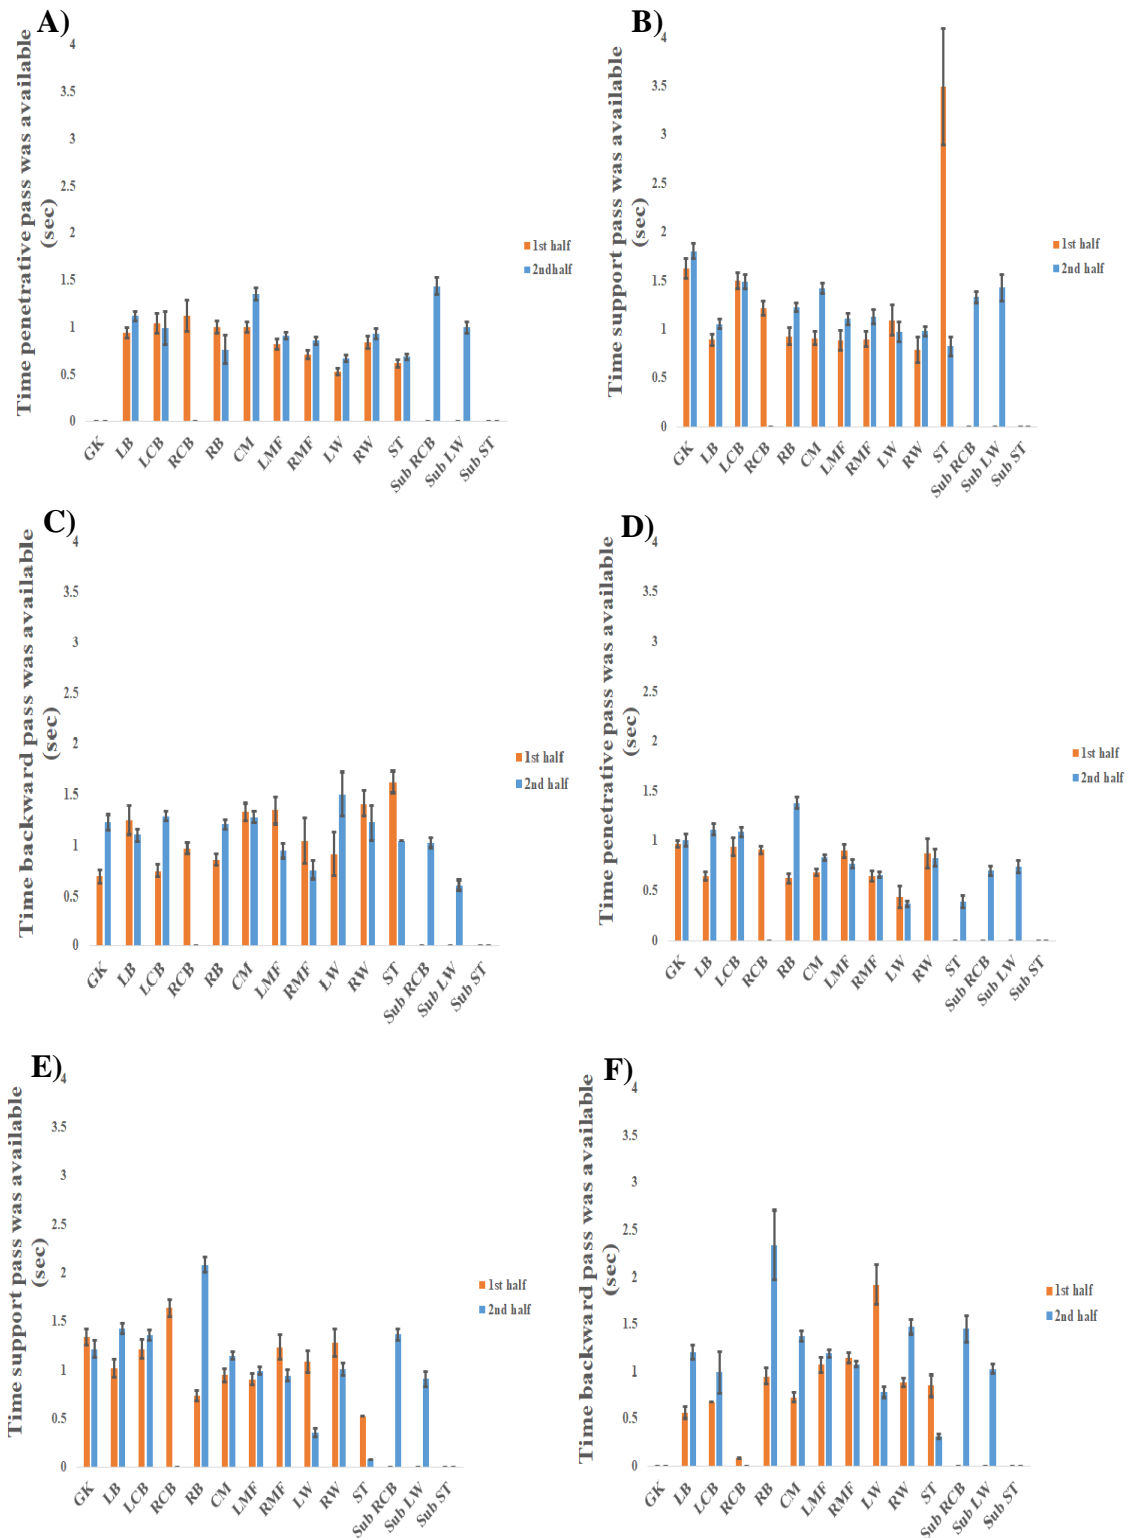 A)
Time penetrative pass was available
(sec)
4
3.5
3
2.5
2
1.5
1
0.5
0
GK LB LCB RCB RB CM LMF RMF LW RW ST Sub RCB Sub LW Sub ST
1st half
2ndhalf
B)
Time support pass was available
(sec)
4
3.5
3
2.5
2
1.5
1
0.5
0
GK LB LCB RCB RB CM LMF RMF LW RW ST Sub RCB Sub LW Sub ST
1st half
2nd half
C)
Time backward pass was available
(sec)
4
3.5
3
2.5
2
1.5
1
0.5
0
GK LB LCB RCB RB CM LMF RMF LW RW ST Sub RCB Sub LW Sub ST
1st half
2nd half
D)
Time penetrative pass was available
(sec)
4
3.5
3
2.5
2
1.5
1
0.5
0
GK LB LCB RCB RB CM LMF RMF LW RW ST Sub RCB Sub LW Sub ST
1st half
2nd half
E)
Time support pass was available
(sec)
4
3.5
3
2.5
2
1.5
1
0.5
0
GK LB LCB RCB RB CM LMF RMF LW RW ST Sub RCB Sub LW Sub ST
1st half
2nd half
F)
Time backward pass was available
(sec)
4
3.5
3
2.5
2
1.5
1
0.5
0
GK LB LCB RCB RB CM LMF RMF LW RW ST Sub RCB Sub LW Sub ST
1st half
2nd half